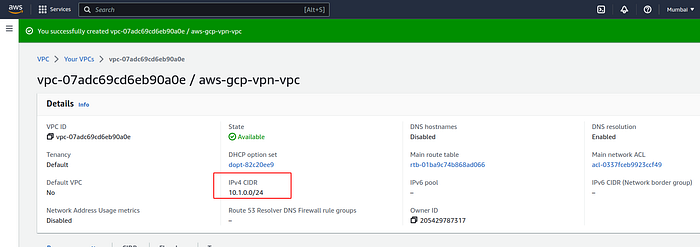 aws Services Search [Alt+S] Mumbai
You successfully created vpc-07adc69cd6eb90a0e / aws-gcp-vpn-vpc
VPC > Your VPCs > vpc-07adc69cd6eb90a0e
vpc-07adc69cd6eb90a0e / aws-gcp-vpn-vpc
Details Info
VPC ID State DNS hostnames DNS resolution
vpc-07adc69cd6eb90a0e Available Disabled Enabled
Tenancy DHCP option set Main route table Main network ACL
Default dopt-82c20ee9 rtb-01ba9c74b868ad066 acl-0337fceb9923ccf49
Default VPC IPv4 CIDR IPv6 pool IPv6 CIDR (Network border group)
No 10.1.0.0/24 – –
Network Address Usage metrics Route 53 Resolver DNS Firewall rule groups Owner ID
Disabled – 205429787317